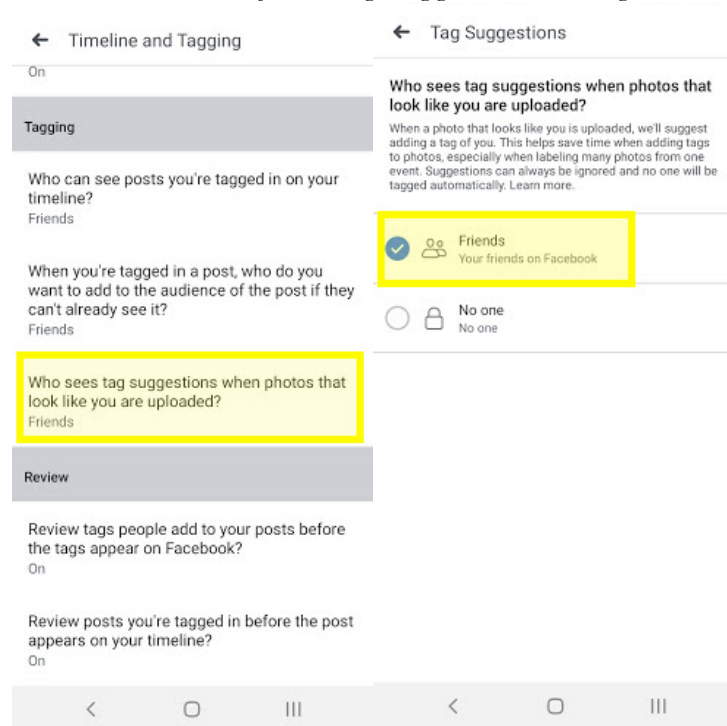 Timeline and Tagging
On
Tagging
Who can see posts you're tagged in on your
timeline?
Friends
When you're tagged in a post, who do you
want to add to the audience of the post if they
can't already see it?
Friends
Who sees tag suggestions when photos that
look like you are uploaded?
Friends
Review
Review tags people add to your posts before
the tags appear on Facebook?
On
Review posts you're tagged in before the post
appears on your timeline?
On
Tag Suggestions
Who sees tag suggestions when photos that
look like you are uploaded?
When a photo that looks like you is uploaded, we'll suggest
adding a tag of you. This helps save time when adding tags
to photos, especially when labeling many photos from one
event. Suggestions can always be ignored and no one will be
tagged automatically. Learn more.
Friends
Your friends on Facebook
No one
No one